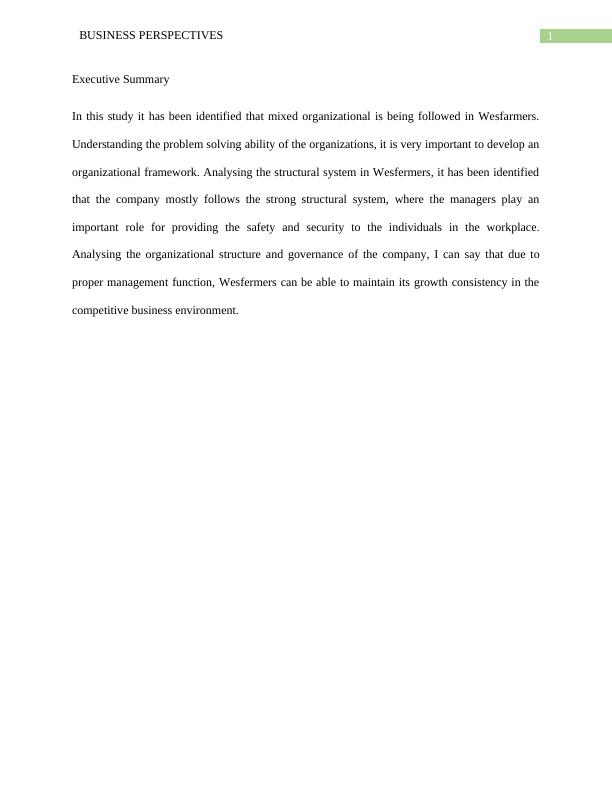 BUSINESS PERSPECTIVES 1
Executive Summary
In this study it has been identified that mixed organizational is being followed in Wesfarmers.
Understanding the problem solving ability of the organizations, it is very important to develop an
organizational framework. Analysing the structural system in Wesfermers, it has been identified
that the company mostly follows the strong structural system, where the managers play an
important role for providing the safety and security to the individuals in the workplace.
Analysing the organizational structure and governance of the company, I can say that due to
proper management function, Wesfermers can be able to maintain its growth consistency in the
competitive business environment.